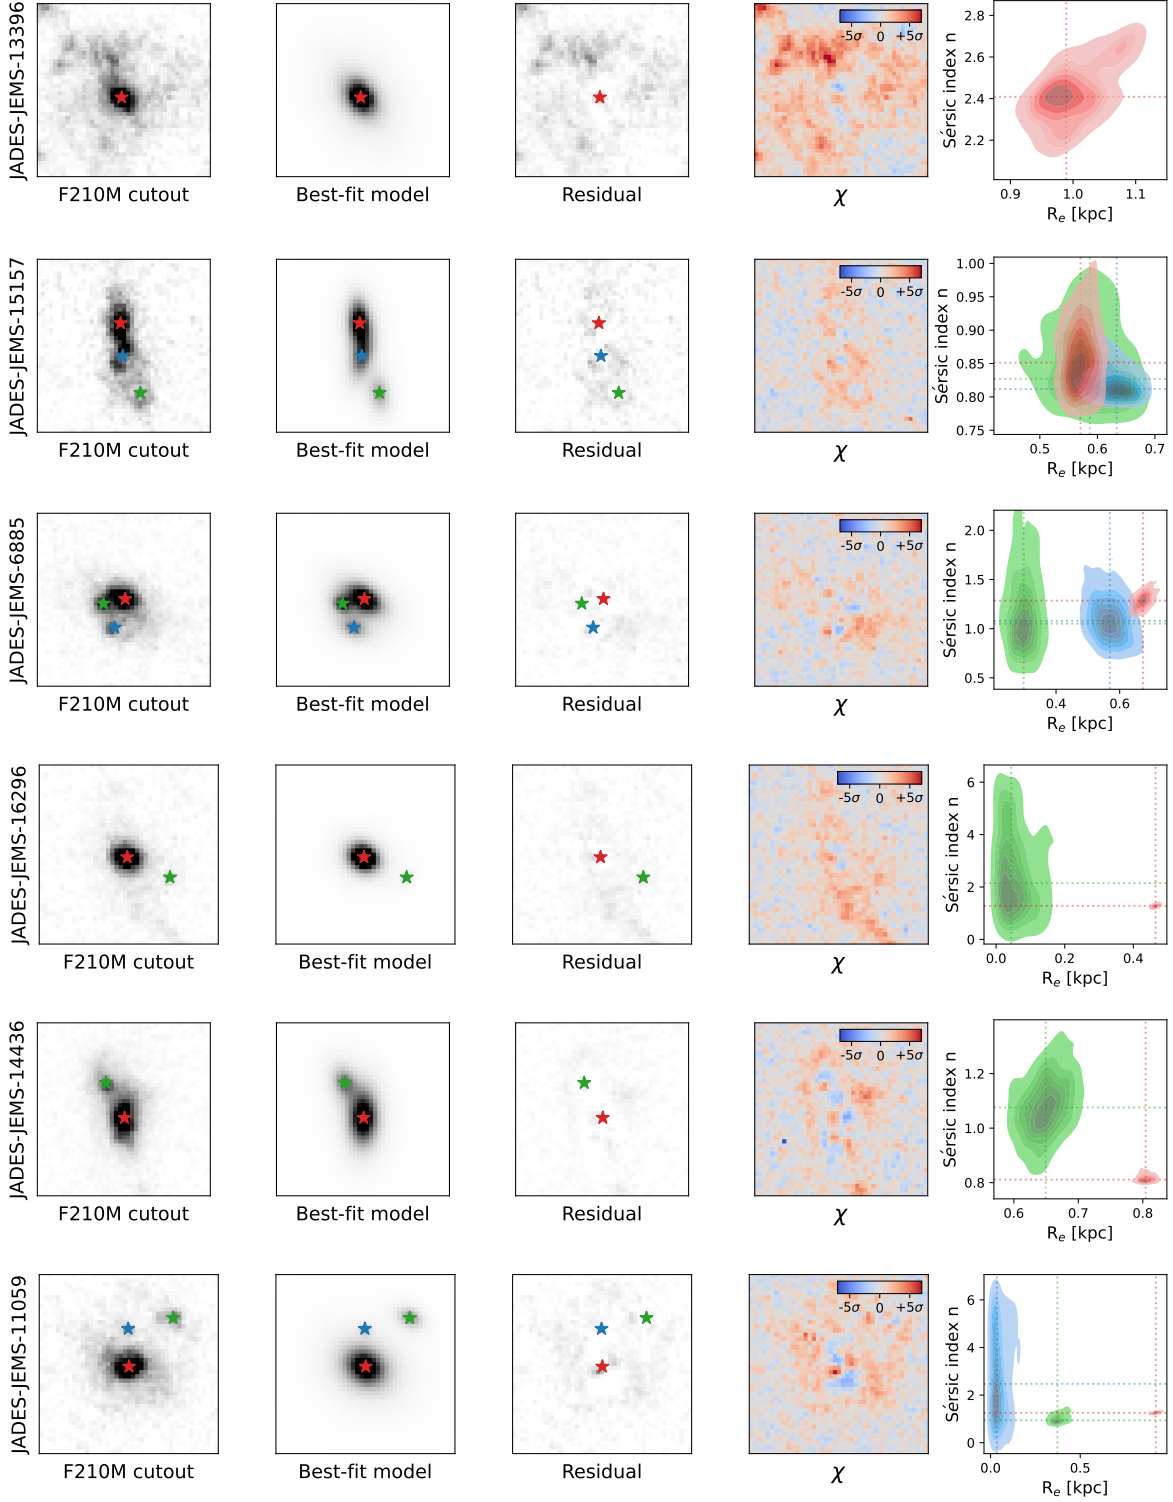 JADES-JEMS-13396
F210M cutout
Best-fit model
Residual
-5σ 0 +5σ
χ
Sérsic index n
2.8
2.6
2.4
2.2
0.9 1.0 1.1
Rₑ [kpc]
JADES-JEMS-15157
F210M cutout
Best-fit model
Residual
-5σ 0 +5σ
χ
Sérsic index n
1.00
0.95
0.90
0.85
0.80
0.75
0.5 0.6 0.7
Rₑ [kpc]
JADES-JEMS-6885
F210M cutout
Best-fit model
Residual
-5σ 0 +5σ
χ
Sérsic index n
2.0
1.5
1.0
0.5
0.4 0.6
Rₑ [kpc]
JADES-JEMS-16296
F210M cutout
Best-fit model
Residual
-5σ 0 +5σ
χ
Sérsic index n
6
4
2
0
0.0 0.2 0.4
Rₑ [kpc]
JADES-JEMS-14436
F210M cutout
Best-fit model
Residual
-5σ 0 +5σ
χ
Sérsic index n
1.2
1.0
0.8
0.6 0.7 0.8
Rₑ [kpc]
JADES-JEMS-11059
F210M cutout
Best-fit model
Residual
-5σ 0 +5σ
χ
Sérsic index n
6
4
2
0
0.0 0.5
Rₑ [kpc]